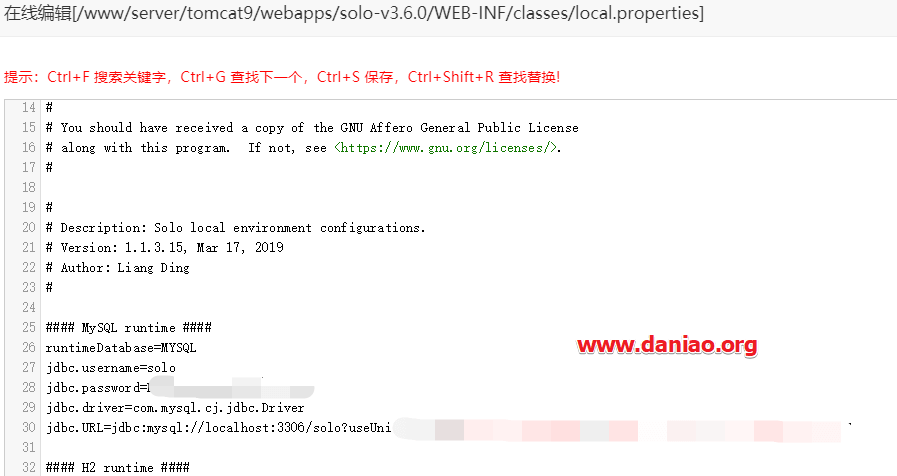 在线编辑[/www/server/tomcat9/webapps/solo-v3.6.0/WEB-INF/classes/local.properties]
提示：Ctrl+F 搜索关键字，Ctrl+G 查找下一个，Ctrl+S 保存，Ctrl+Shift+R 查找替换!
14 #
15 # You should have received a copy of the GNU Affero General Public License
16 # along with this program.  If not, see <https://www.gnu.org/licenses/>.
17 #
18
19 #
20 # Description: Solo local environment configurations.
21 # Version: 1.1.3.15, Mar 17, 2019
22 # Author: Liang Ding
23 #
24
25 #### MySQL runtime ####
26 runtimeDatabase=MYSQL
www.daniao.org
27 jdbc.username=solo
28 jdbc.password=
29 jdbc.driver=com.mysql.cj.jdbc.Driver
30 jdbc.URL=jdbc:mysql://localhost:3306/solo?useUni
31
32 #### H2 runtime ####